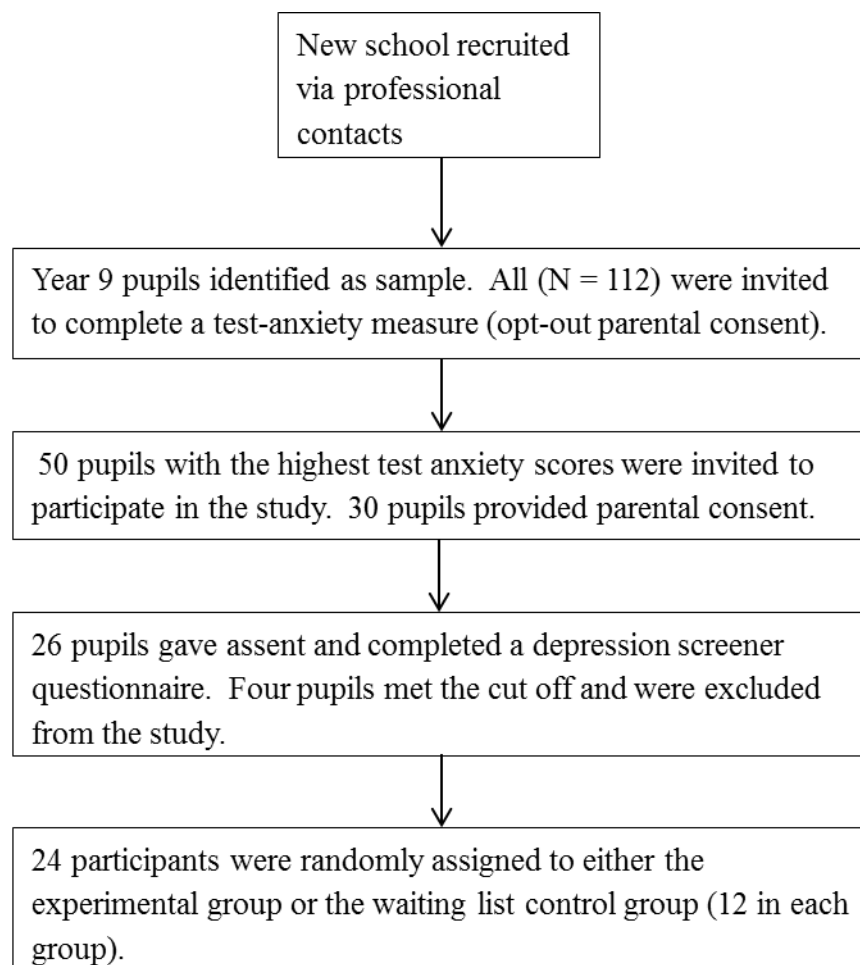 New school recruited
via professional
contacts
Year 9 pupils identified as sample.  All (N = 112) were invited
to complete a test-anxiety measure (opt-out parental consent).
50 pupils with the highest test anxiety scores were invited to
participate in the study.  30 pupils provided parental consent.
26 pupils gave assent and completed a depression screener
questionnaire.  Four pupils met the cut off and were excluded
from the study.
24 participants were randomly assigned to either the
experimental group or the waiting list control group (12 in each
group).